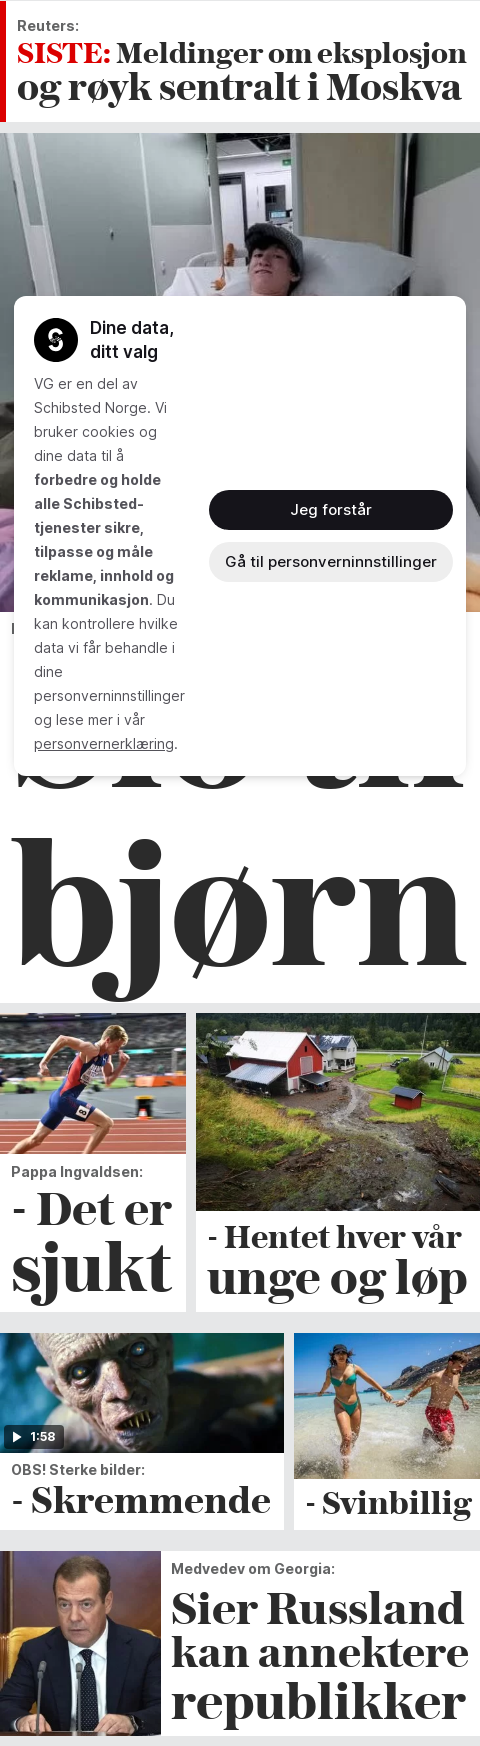 Reuters:
SISTE: Meldinger om eksplosjon
og røyk sentralt i Moskva
Dine data,
ditt valg
VG er en del av
Schibsted Norge. Vi
bruker cookies og
dine data til å
forbedre og holde
alle Schibsted-
tjenester sikre,
tilpasse og måle
reklame, innhold og
kommunikasjon. Du
kan kontrollere hvilke
data vi får behandle i
dine
personverninnstillinger
og lese mer i vår
personvernerklæring.
Jeg forstår
Gå til personverninnstillinger
bjørn
Pappa Ingvaldsen:
- Det er
sjukt
- Hentet hver vår
unge og løp
1:58
OBS! Sterke bilder:
- Skremmende
- Svinbillig
Medvedev om Georgia:
Sier Russland
kan annektere
republikker